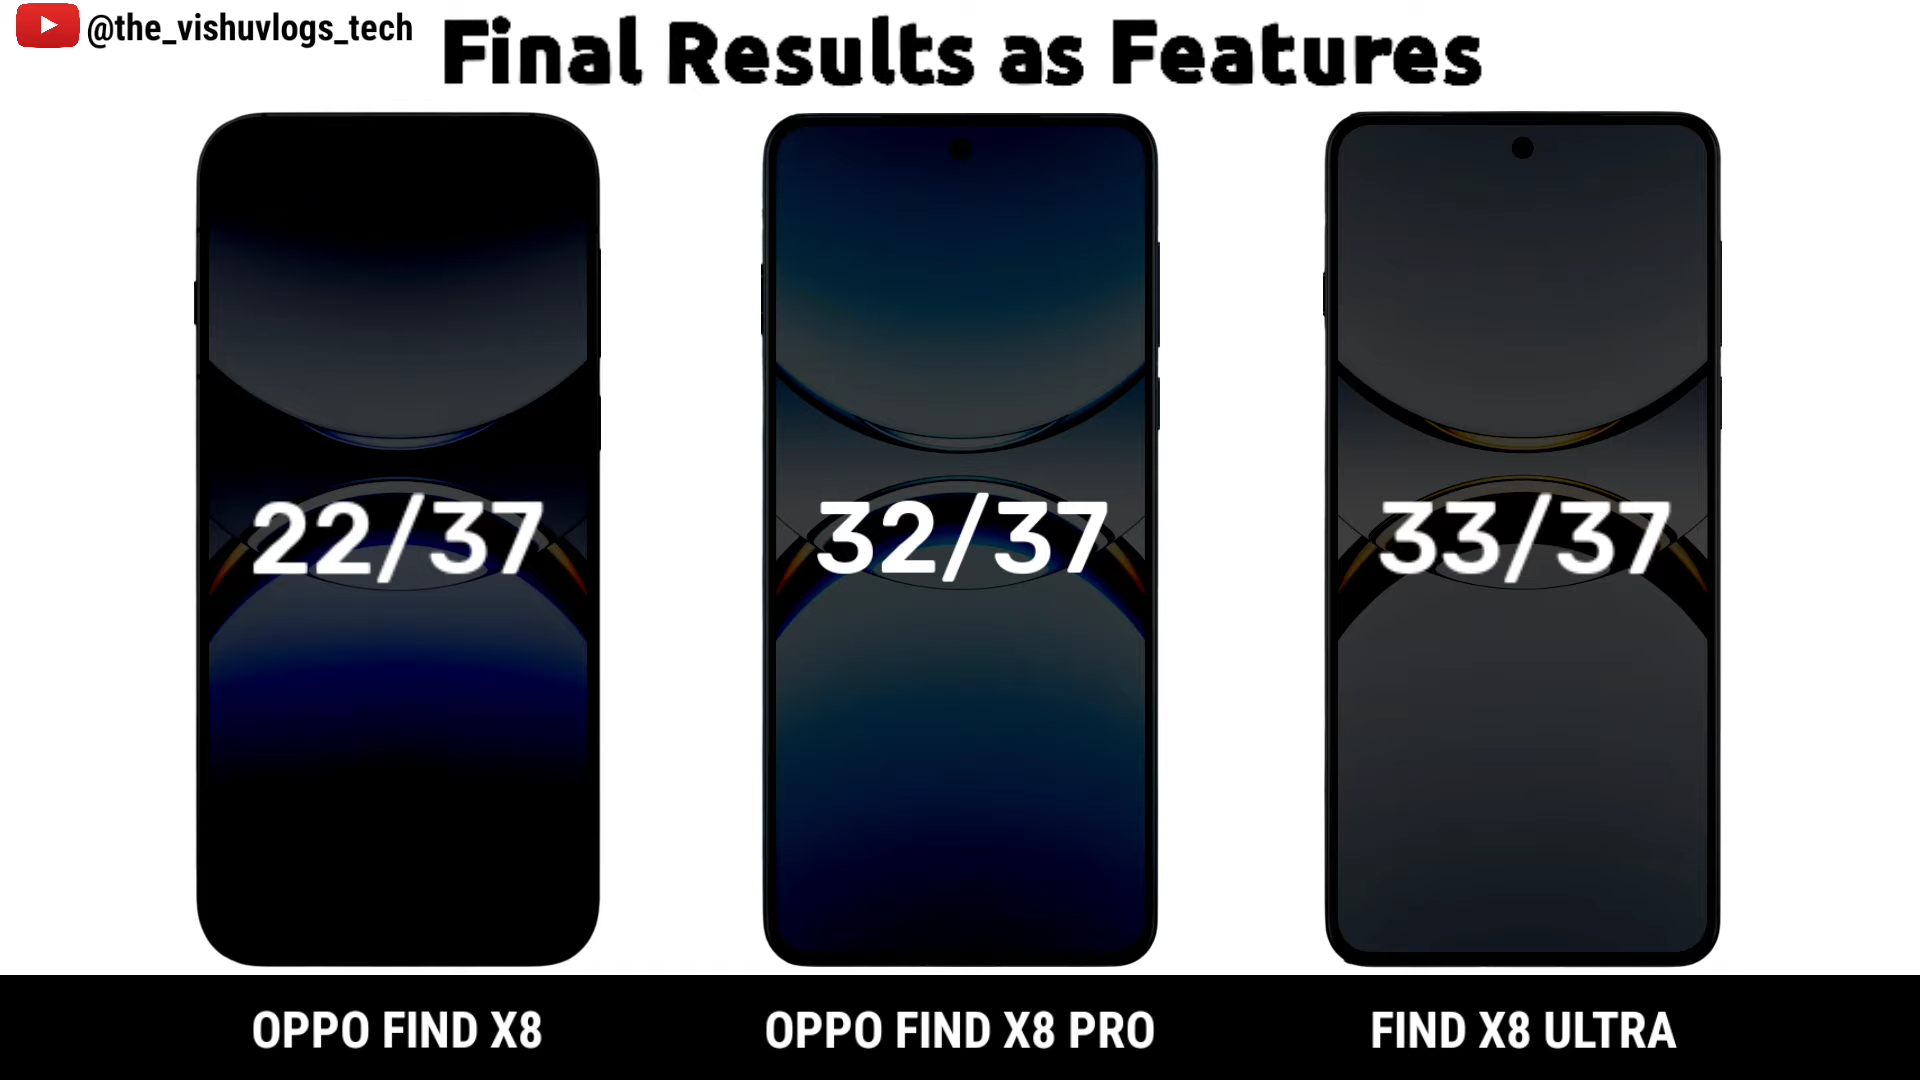 @the_vishuvlogs_tech
Final Results as Features
22/37
32/37
33/37
OPPO FIND X8
OPPO FIND X8 PRO
FIND X8 ULTRA